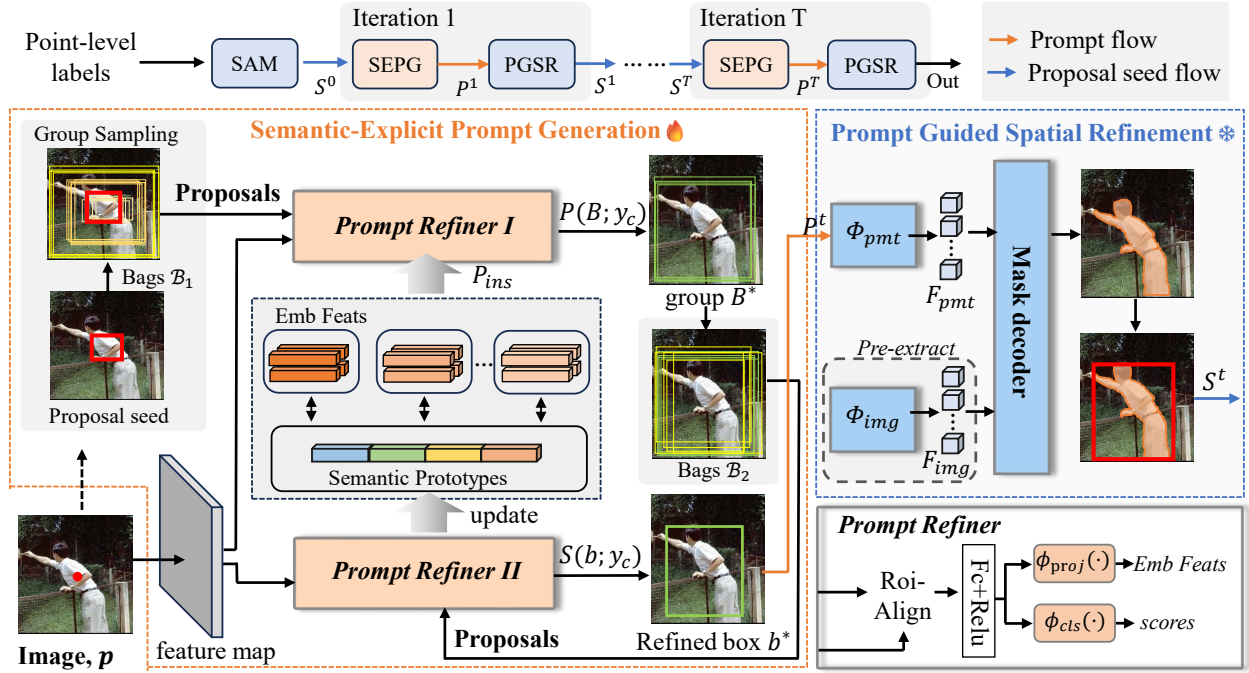 Point-level
labels
SAM
S^0
Iteration 1
SEPG
P^1
PGSR
S^1
... ...
S^T
Iteration T
SEPG
P^T
PGSR
Out
Prompt flow
Proposal seed flow
Semantic-Explicit Prompt Generation
Group Sampling
Bags ℬ_1
Proposal seed
Image, p
feature map
Proposals
Prompt Refiner I
P(B; y_c)
P_ins
Emb Feats
...
Semantic Prototypes
update
Prompt Refiner II
S(b; y_c)
Proposals
group B*
Bags ℬ_2
Refined box b*
Prompt Guided Spatial Refinement
P^t
Φ_pmt
F_pmt
Pre-extract
Φ_img
F_img
Mask decoder
S^t
Prompt Refiner
Roi-
Align
Fc+Relu
ϕ_proj(·)
Emb Feats
ϕ_cls(·)
scores